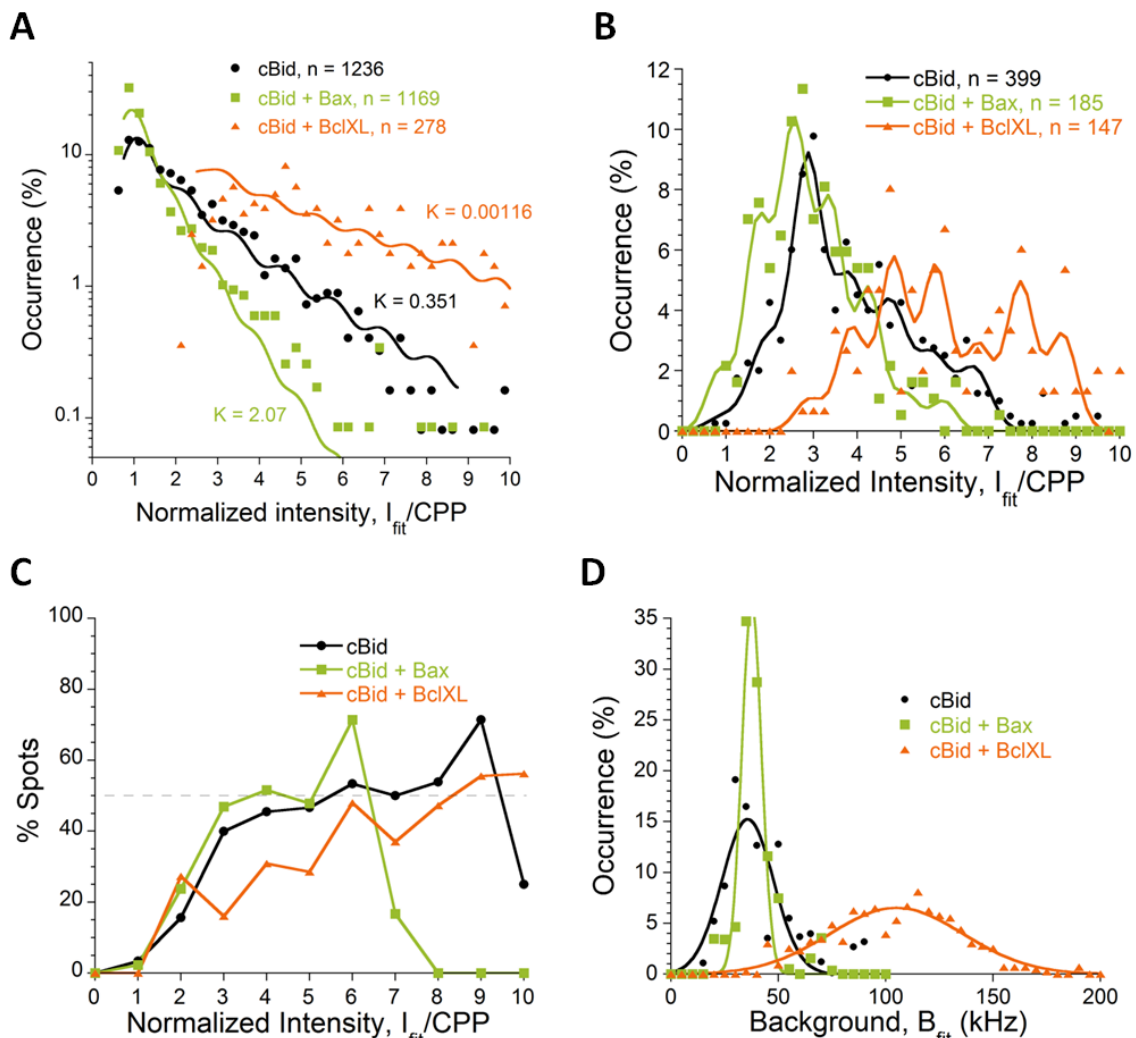 A
cBid, n = 1236
cBid + Bax, n = 1169
cBid + BclXL, n = 278
10
1
0.1
Occurrence (%)
K = 0.00116
K = 0.351
K = 2.07
0 1 2 3 4 5 6 7 8 9 10
Normalized intensity, I_fit/CPP
B
cBid, n = 399
cBid + Bax, n = 185
cBid + BclXL, n = 147
12
10
8
6
4
2
0
Occurrence (%)
0 1 2 3 4 5 6 7 8 9 10
Normalized Intensity, I_fit/CPP
C
cBid
cBid + Bax
cBid + BclXL
100
80
60
40
20
0
% Spots
0 1 2 3 4 5 6 7 8 9 10
Normalized Intensity, I_fit/CPP
D
cBid
cBid + Bax
cBid + BclXL
35
30
25
20
15
10
5
0
Occurrence (%)
0 50 100 150 200
Background, B_fit (kHz)